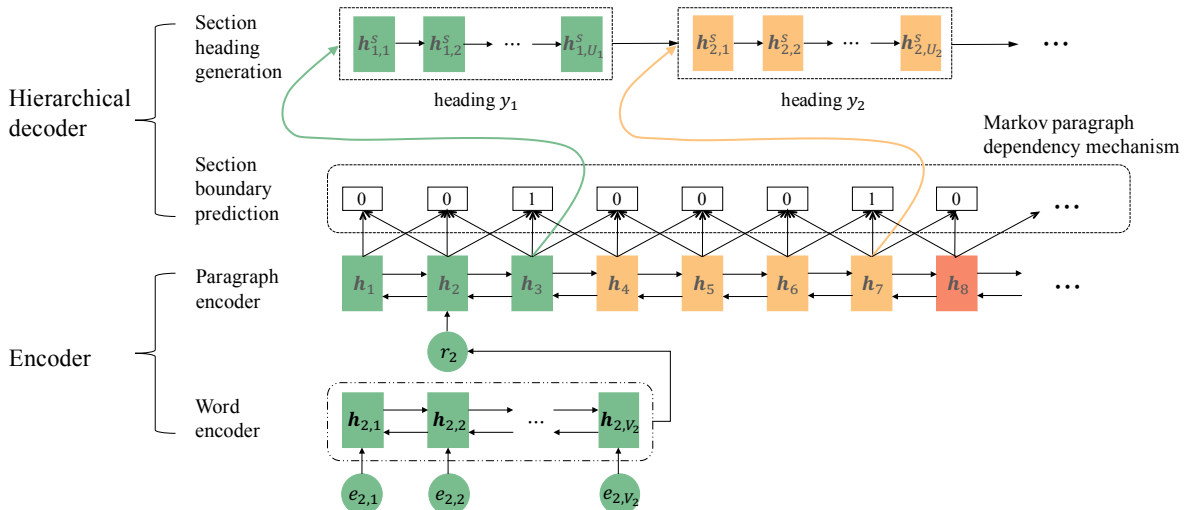 Hierarchical
decoder
Section
heading
generation
h^s_{1,1}
h^s_{1,2}
...
h^s_{1,U_1}
h^s_{2,1}
h^s_{2,2}
...
h^s_{2,U_2}
...
heading y_1
heading y_2
Markov paragraph
dependency mechanism
Section
boundary
prediction
0 0 1 0 0 0 1 0 ...
Encoder
Paragraph
encoder
h_1 h_2 h_3 h_4 h_5 h_6 h_7 h_8 ...
r_2
Word
encoder
h_{2,1} h_{2,2} ... h_{2,V_2}
e_{2,1} e_{2,2} e_{2,V_2}